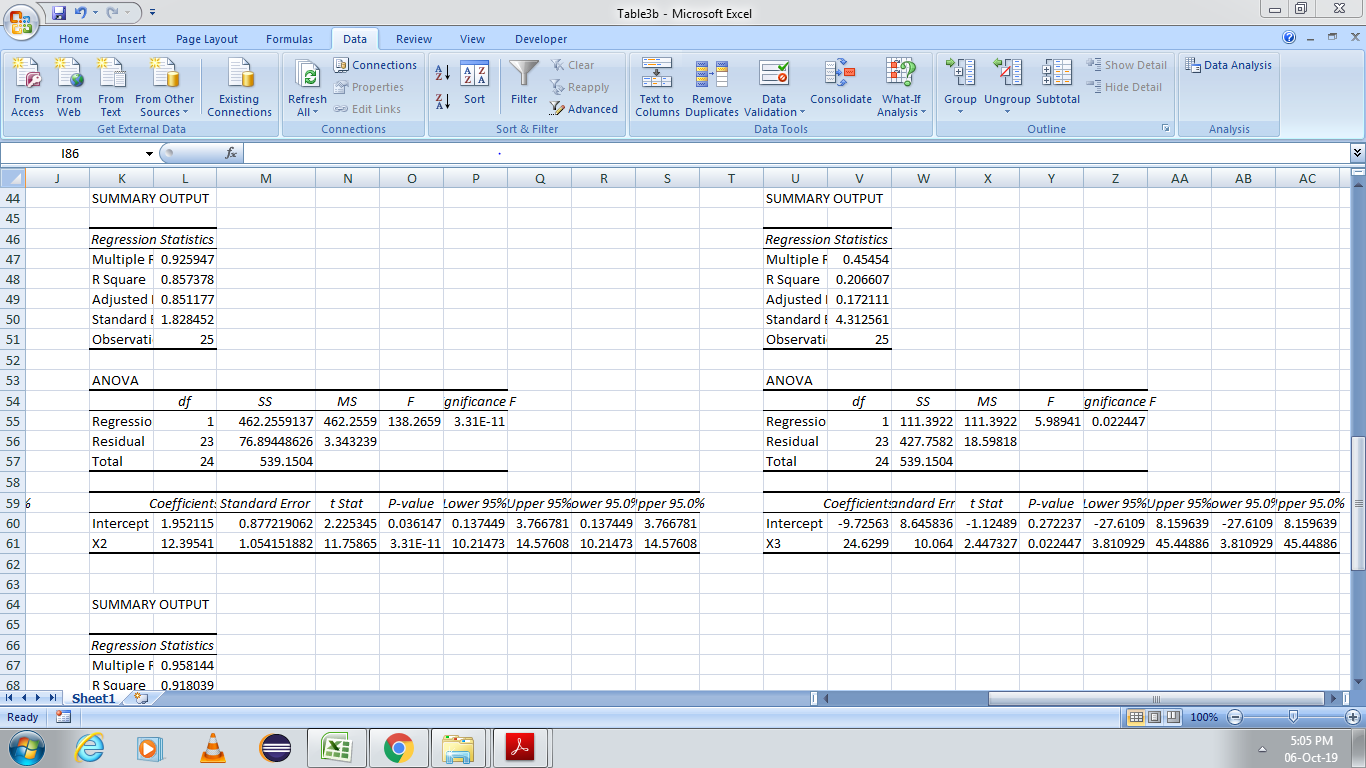 Table3b - Microsoft Excel
Home Insert Page Layout Formulas Data Review View Developer
From Access
From Web
From Text
From Other Sources
Existing Connections
Get External Data
Refresh All
Connections
Properties
Edit Links
Connections
Sort
Filter
Clear
Reapply
Advanced
Sort & Filter
Text to Columns
Remove Duplicates
Data Validation
Consolidate
What-If Analysis
Data Tools
Group
Ungroup
Subtotal
Show Detail
Hide Detail
Outline
Data Analysis
Analysis
I86 fx
J K L M N O P Q R S T U V W X Y Z AA AB AC
44 SUMMARY OUTPUT SUMMARY OUTPUT
45
46 Regression Statistics Regression Statistics
47 Multiple F 0.925947 Multiple F 0.45454
48 R Square 0.857378 R Square 0.206607
49 Adjusted 0.851177 Adjusted 0.172111
50 Standard E 1.828452 Standard E 4.312561
51 Observati 25 Observati 25
52
53 ANOVA ANOVA
54 df SS MS F gnificance F df SS MS F gnificance F
55 Regressio 1 462.2559137 462.2559 138.2659 3.31E-11 Regressio 1 111.3922 111.3922 5.98941 0.022447
56 Residual 23 76.89448626 3.343239 Residual 23 427.7582 18.59818
57 Total 24 539.1504 Total 24 539.1504
58
59 % Coefficients Standard Error t Stat P-value Lower 95% Upper 95% ower 95.0% pper 95.0% Coefficients andard Err t Stat P-value Lower 95% Upper 95% ower 95.0% pper 95.0%
60 Intercept 1.952115 0.877219062 2.225345 0.036147 0.137449 3.766781 0.137449 3.766781 Intercept -9.72563 8.645836 -1.12489 0.272237 -27.6109 8.159639 -27.6109 8.159639
61 X2 12.39541 1.054151882 11.75865 3.31E-11 10.21473 14.57608 10.21473 14.57608 X3 24.6299 10.064 2.447327 0.022447 3.810929 45.44886 3.810929 45.44886
62
63
64 SUMMARY OUTPUT
65
66 Regression Statistics
67 Multiple F 0.958144
68 R Square 0.918039
Sheet1
Ready 100%
5:05 PM
06-Oct-19